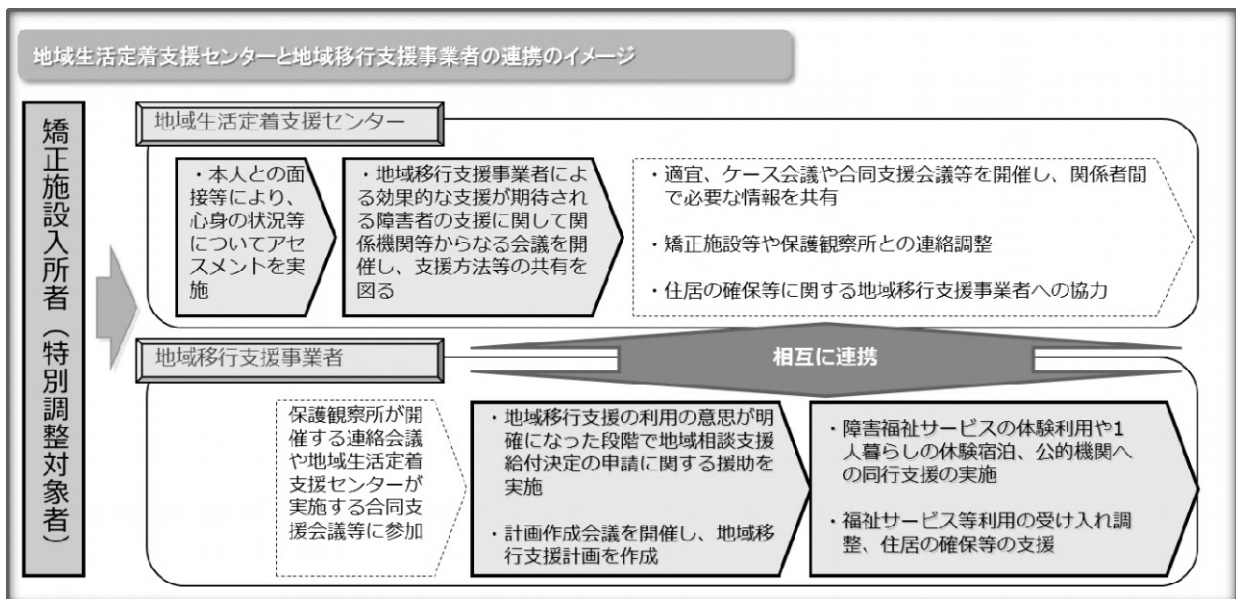 地域生活定着支援センターと地域移行支援事業者の連携のイメージ
矯正施設入所者（特別調整対象者）
地域生活定着支援センター
・本人との面
接等により、
心身の状況等
についてアセ
スメントを実
施
・地域移行支援事業者によ
る効果的な支援が期待され
る障害者の支援に関して関
係機関等からなる会議を開
催し、支援方法等の共有を
図る
・適宜、ケース会議や合同支援会議等を開催し、関係者間
で必要な情報を共有
・矯正施設等や保護観察所との連絡調整
・住居の確保等に関する地域移行支援事業者への協力
相互に連携
地域移行支援事業者
保護観察所が開
催する連絡会議
や地域生活定着
支援センターが
実施する合同支
援会議等に参加
・地域移行支援の利用の意思が明
確になった段階で地域相談支援
給付決定の申請に関する援助を
実施
・計画作成会議を開催し、地域移
行支援計画を作成
・障害福祉サービスの体験利用や1
人暮らしの体験宿泊、公的機関へ
の同行支援の実施
・福祉サービス等利用の受け入れ調
整、住居の確保等の支援